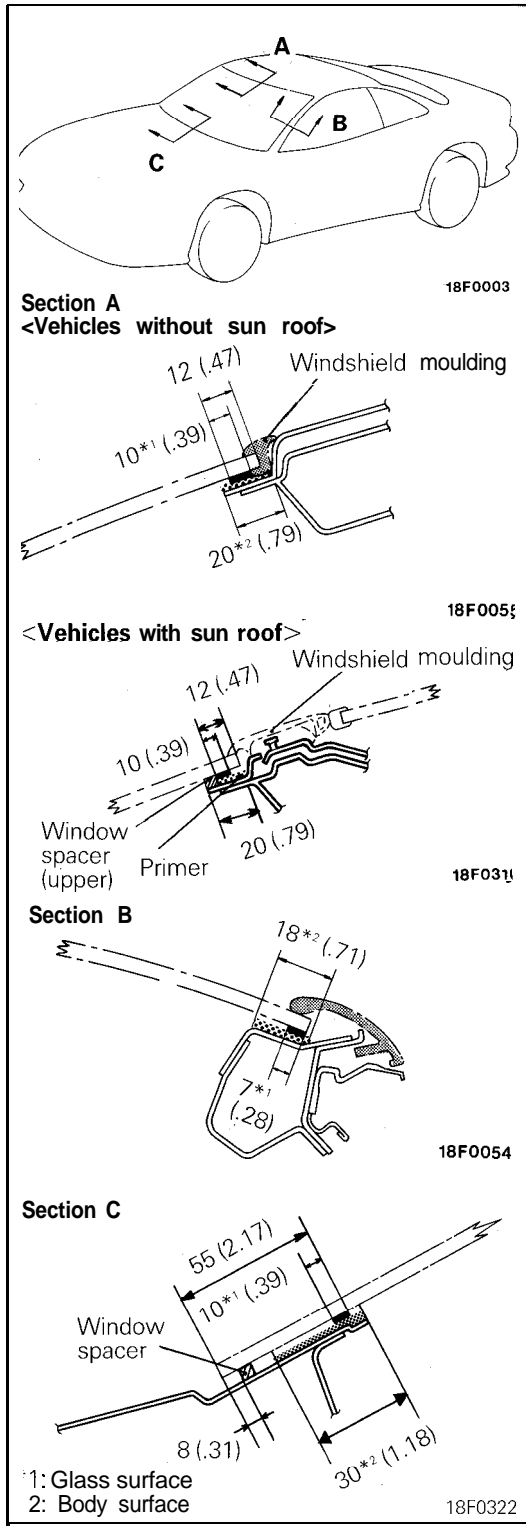 A
B
C
18F0003
Section A
<Vehicles without sun roof>
12 (.47)
Windshield moulding
10*1 (.39)
20*2 (.79)
18F0055
<Vehicles with sun roof>
Windshield moulding
12 (.47)
10 (.39)
Window
spacer
(upper)
Primer
20 (.79)
18F031
Section B
18*2 (.71)
7*1
(.28)
18F0054
Section C
55 (2.17)
10*1 (.39)
Window
spacer
8 (.31)
30*2 (1.18)
*1: Glass surface
2: Body surface
18F0322